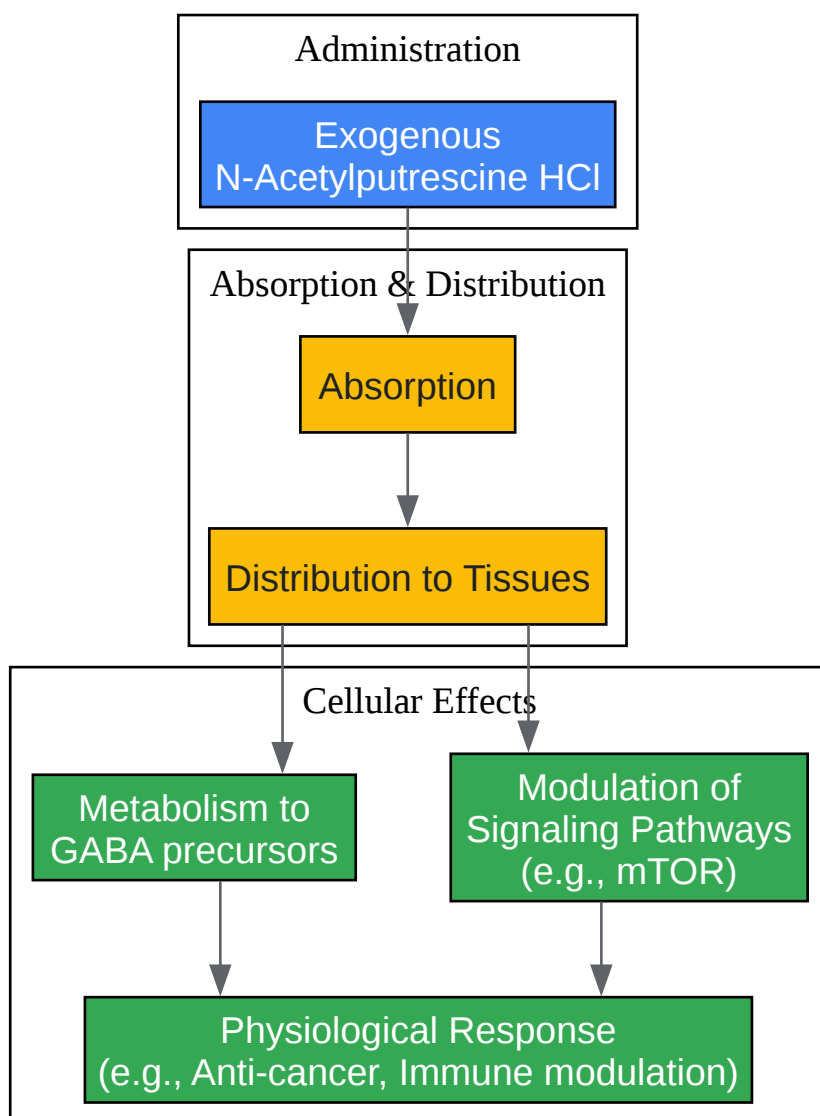 Administration
Exogenous
N-Acetylputrescine HCl
Absorption & Distribution
Absorption
Distribution to Tissues
Cellular Effects
Metabolism to
GABA precursors
Modulation of
Signaling Pathways
(e.g., mTOR)
Physiological Response
(e.g., Anti-cancer, Immune modulation)